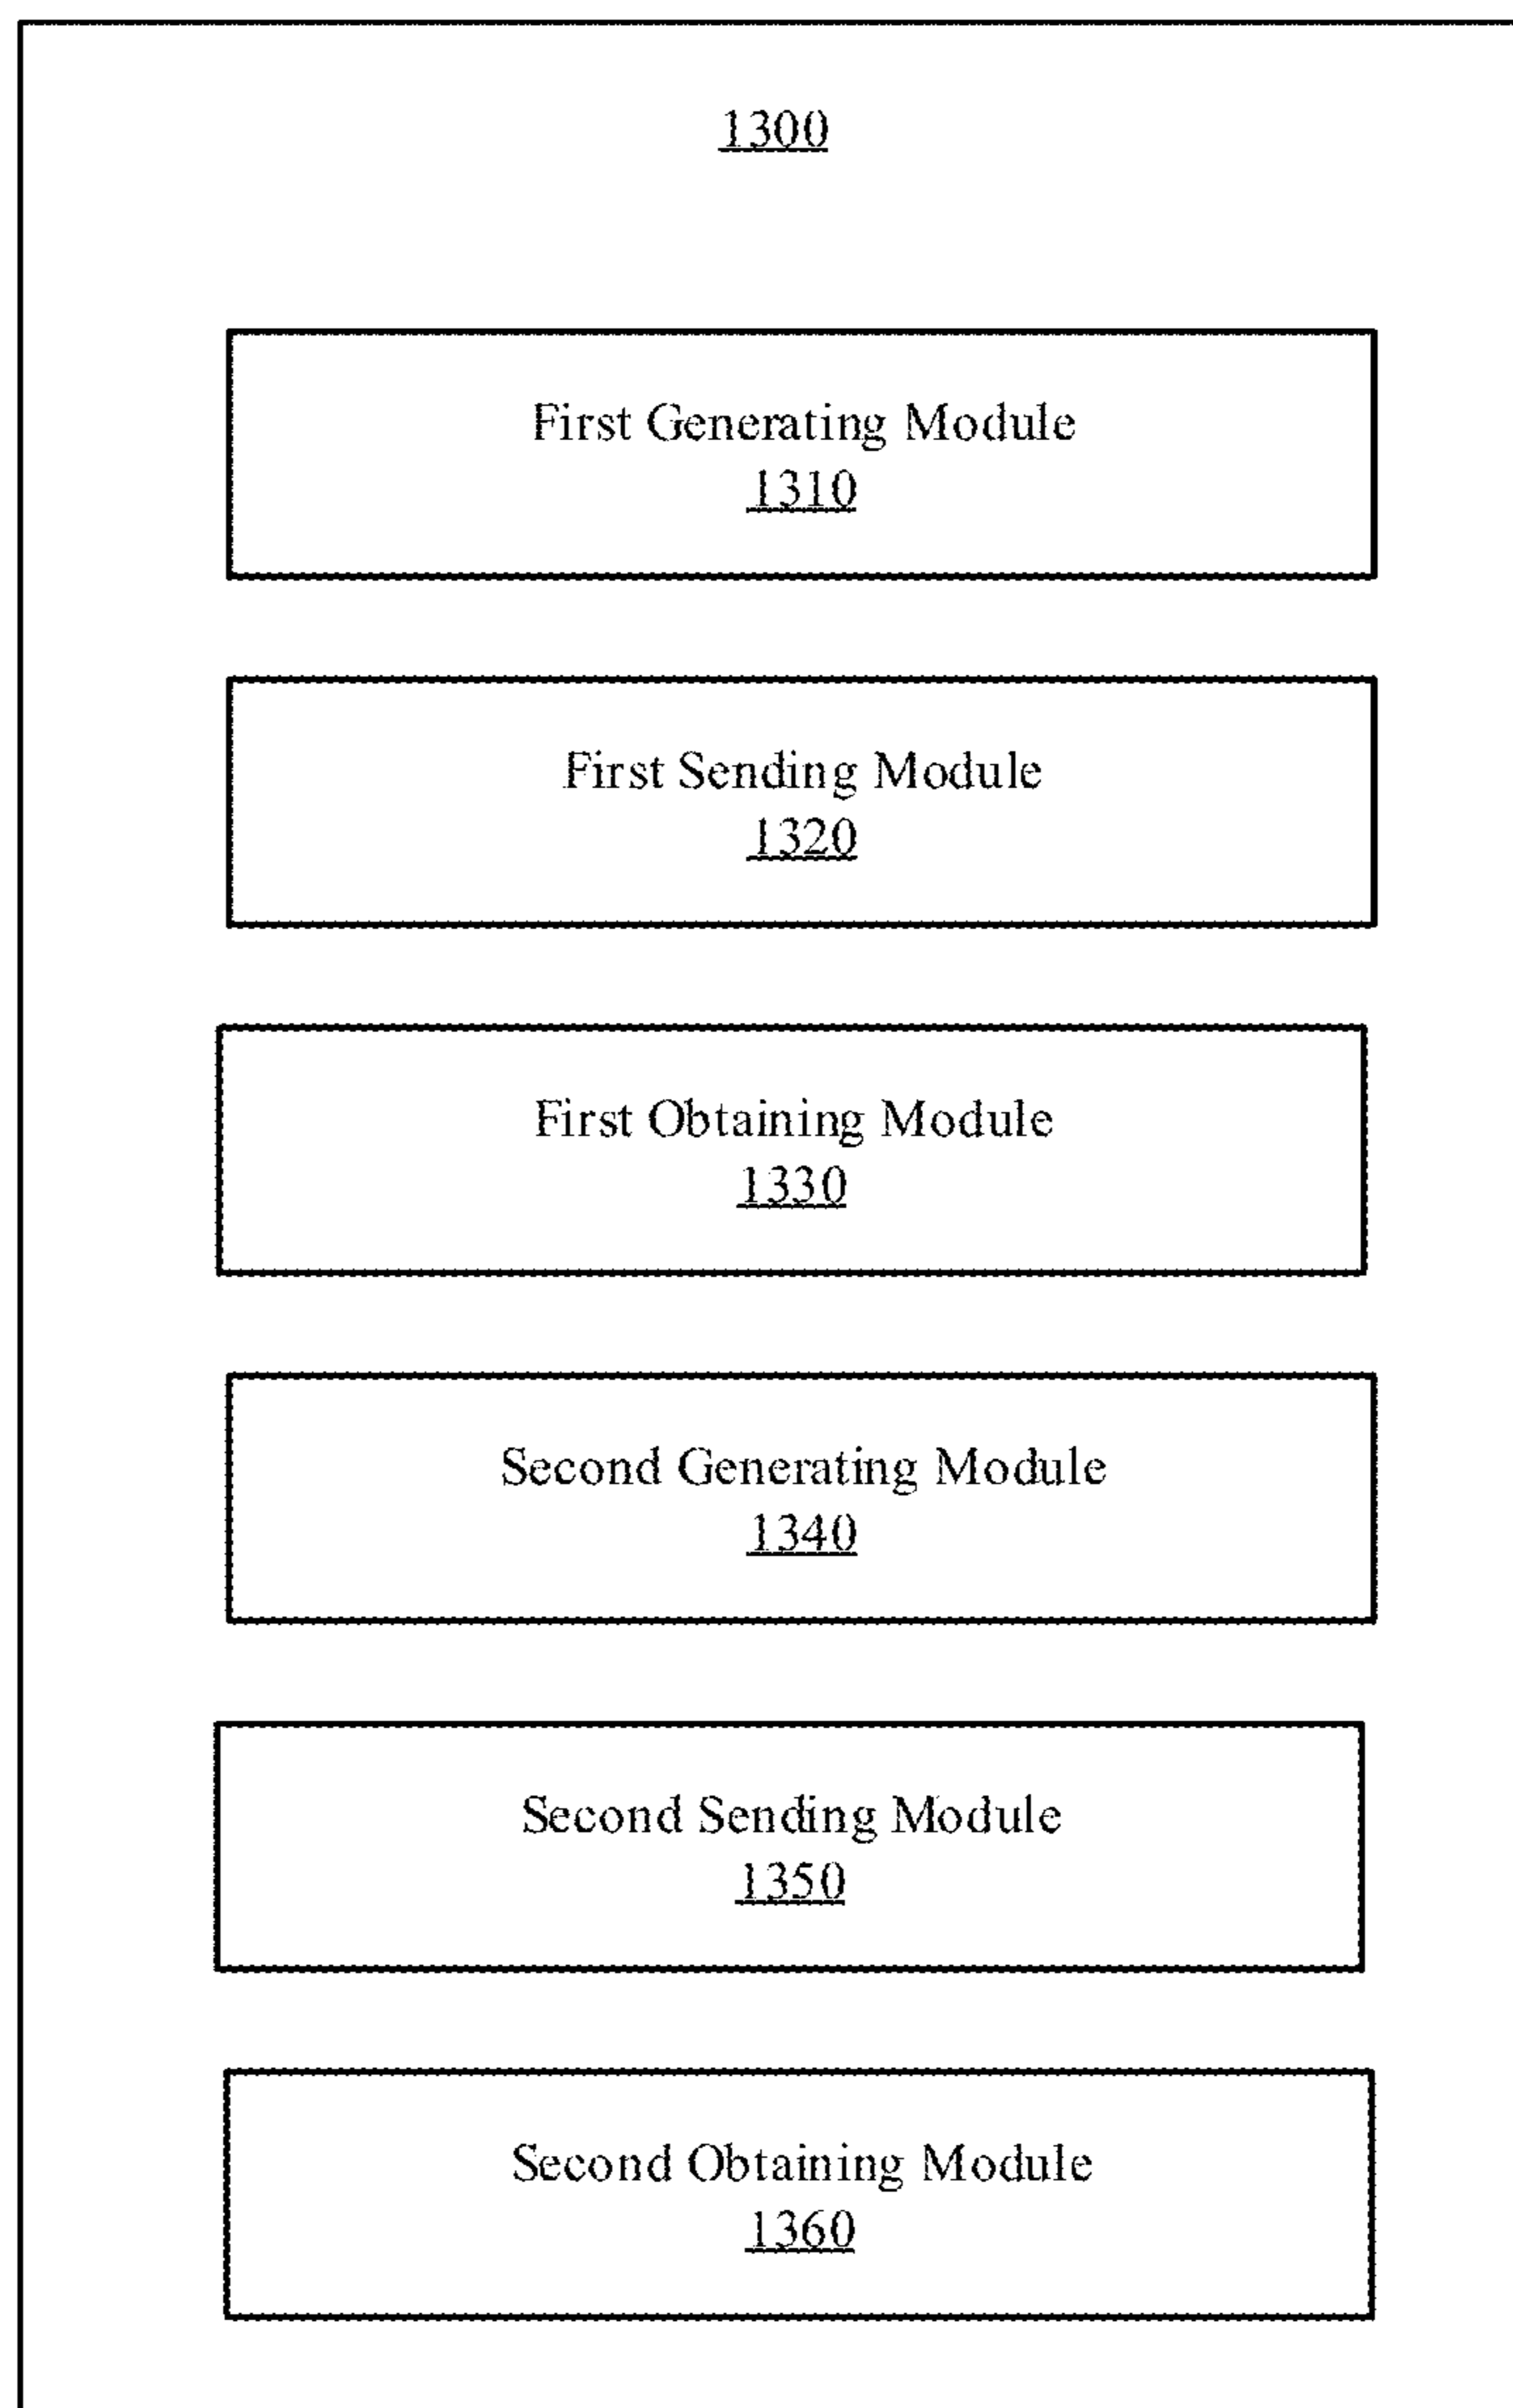 1300
First Generating Module
1310
First Sending Module
1320
First Obtaining Module
1330
Second Generating Module
1340
Second Sending Module
1350
Second Obtaining Module
1360